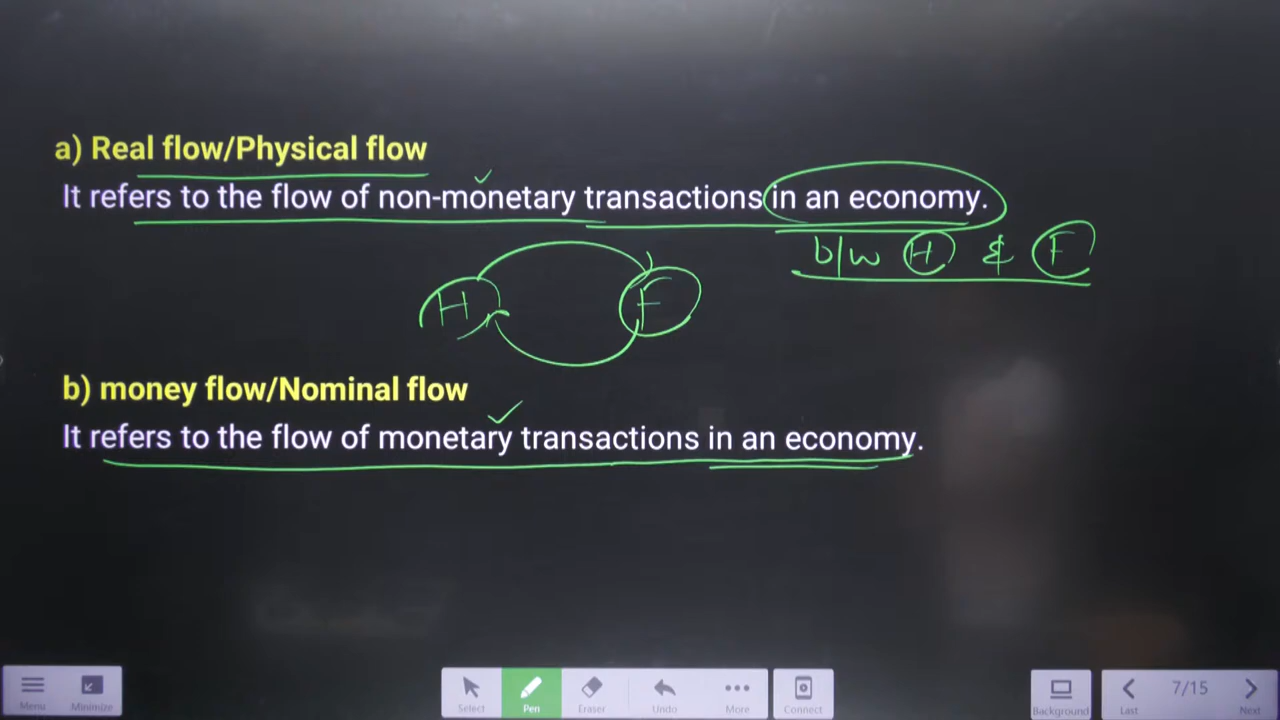 a) Real flow/Physical flow
It refers to the flow of non-monetary transactions in an economy.
b/w H & F
H F
b) money flow/Nominal flow
It refers to the flow of monetary transactions in an economy.
Menu Minimize Select Pen Eraser Undo More Connect Background Last 7/15 Next